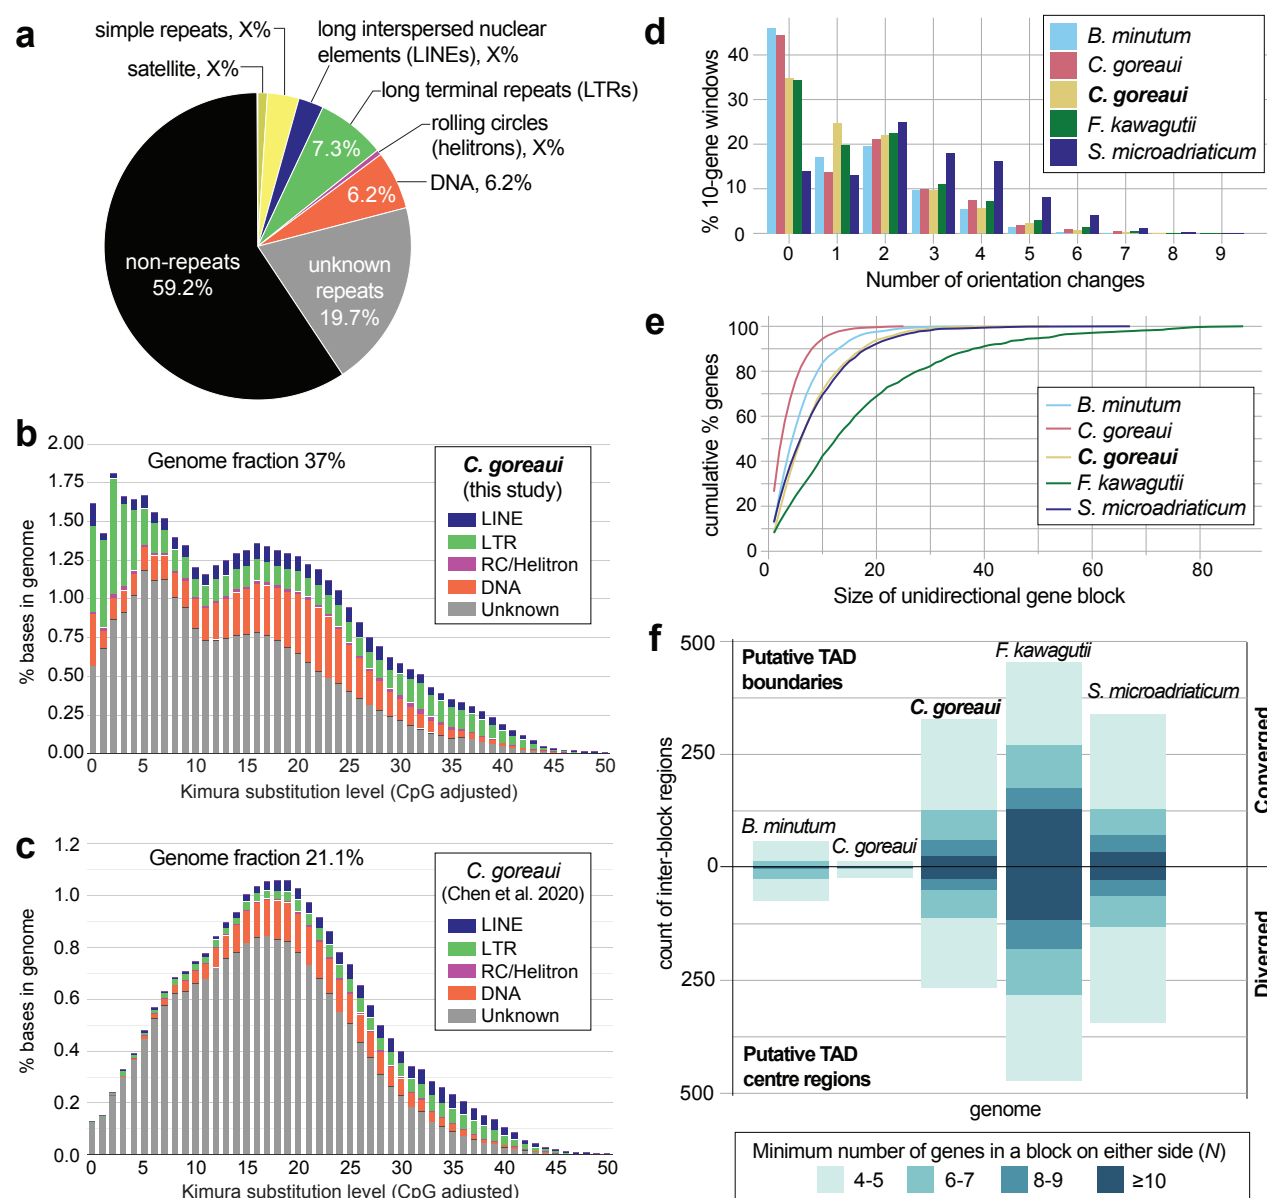 a
simple repeats, X%
satellite, X%
long interspersed nuclear
elements (LINEs), X%
long terminal repeats (LTRs)
rolling circles
(helitrons), X%
DNA, 6.2%
7.3%
6.2%
non-repeats
59.2%
unknown
repeats
19.7%
b
Genome fraction 37%
C. goreaui
(this study)
LINE
LTR
RC/Helitron
DNA
Unknown
% bases in genome
2.00
1.75
1.50
1.25
1.00
0.75
0.50
0.25
0.00
0 5 10 15 20 25 30 35 40 45 50
Kimura substitution level (CpG adjusted)
c
Genome fraction 21.1%
C. goreaui
(Chen et al. 2020)
LINE
LTR
RC/Helitron
DNA
Unknown
% bases in genome
1.2
1.0
0.8
0.6
0.4
0.2
0.0
0 5 10 15 20 25 30 35 40 45 50
Kimura substitution level (CpG adjusted)
d
% 10-gene windows
40
30
20
10
0
0 1 2 3 4 5 6 7 8 9
Number of orientation changes
B. minutum
C. goreaui
C. goreaui
F. kawagutii
S. microadriaticum
e
cumulative % genes
100
80
60
40
20
0
0 20 40 60 80
Size of unidirectional gene block
B. minutum
C. goreaui
C. goreaui
F. kawagutii
S. microadriaticum
f
count of inter-block regions
500
250
0
250
500
Putative TAD
boundaries
F. kawagutii
S. microadriaticum
C. goreaui
B. minutum
C. goreaui
Converged
Diverged
Putative TAD
centre regions
genome
Minimum number of genes in a block on either side (N)
4-5 6-7 8-9 ≥10